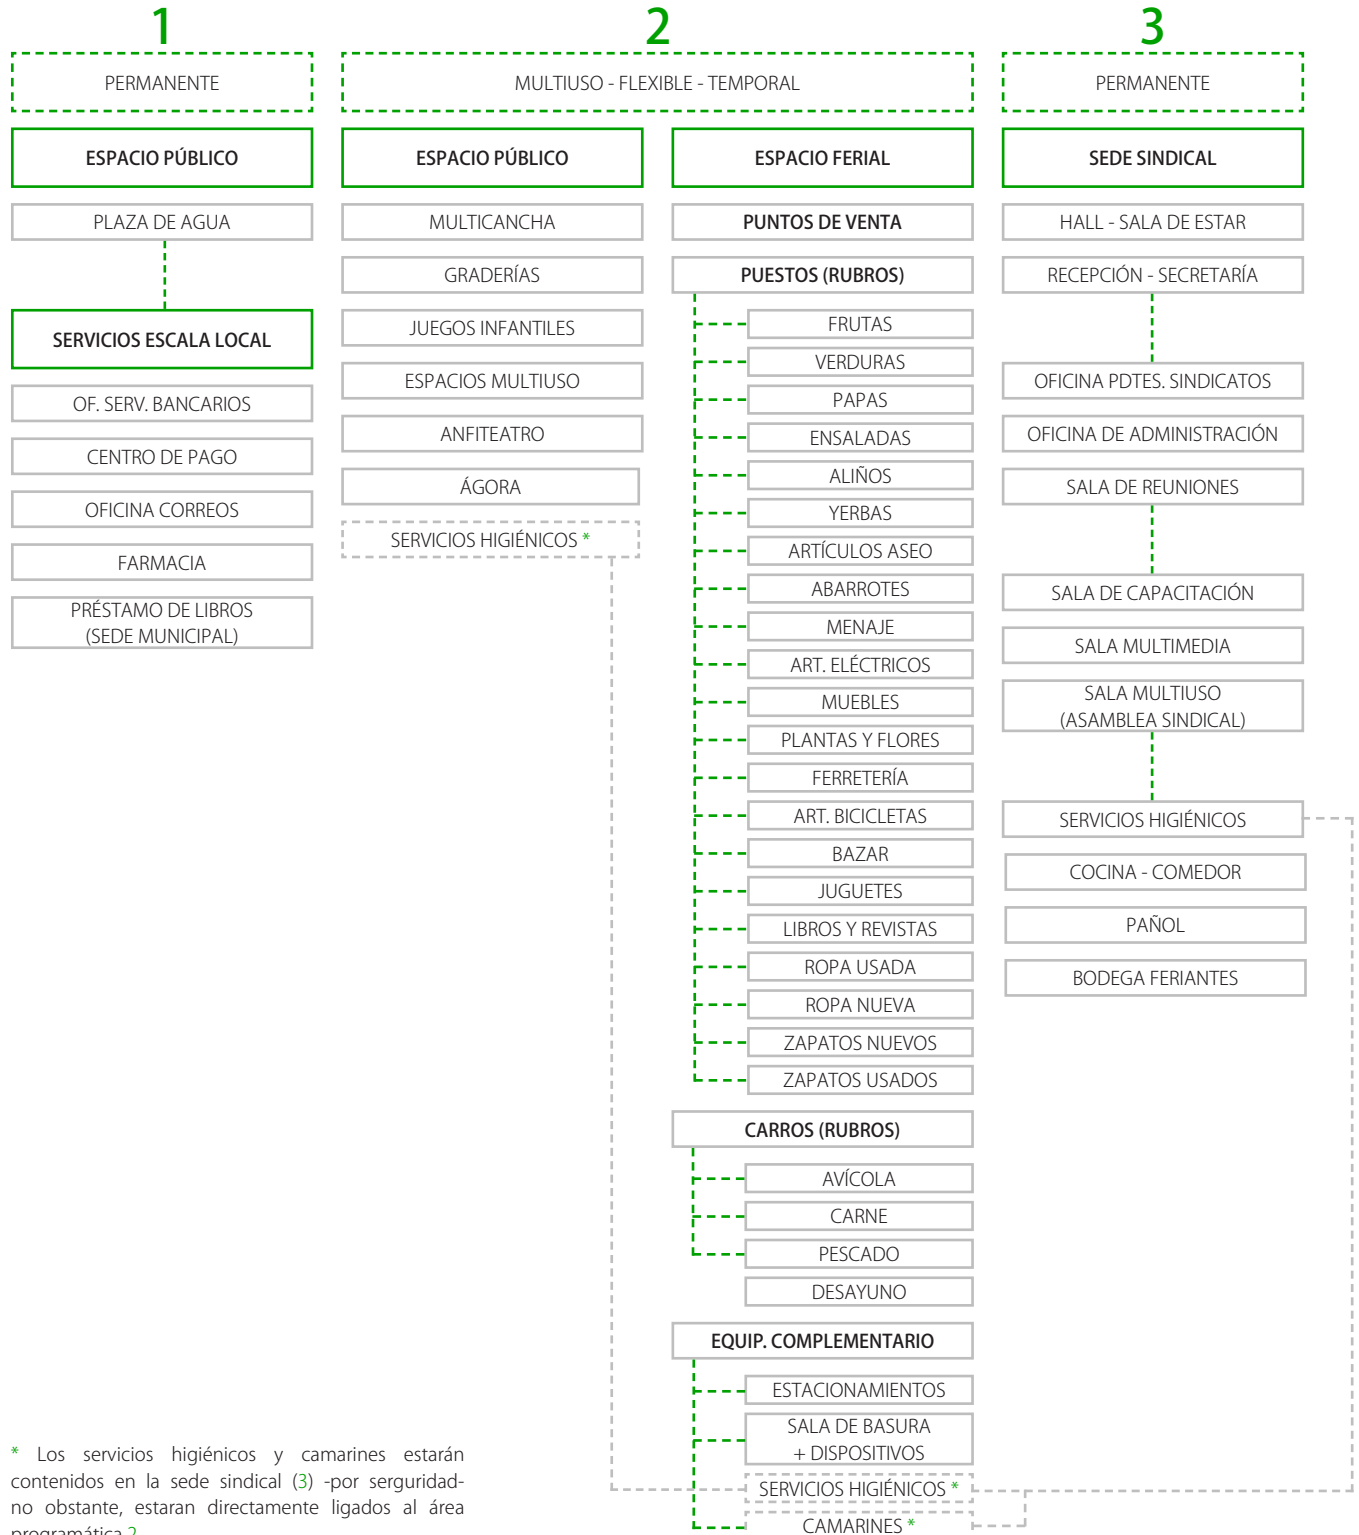 1
PERMANENTE
ESPACIO PÚBLICO
PLAZA DE AGUA
SERVICIOS ESCALA LOCAL
OF. SERV. BANCARIOS
CENTRO DE PAGO
OFICINA CORREOS
FARMACIA
PRÉSTAMO DE LIBROS
(SEDE MUNICIPAL)
2
MULTIUSO - FLEXIBLE - TEMPORAL
ESPACIO PÚBLICO
MULTICANCHA
GRADERÍAS
JUEGOS INFANTILES
ESPACIOS MULTIUSO
ANFITEATRO
ÁGORA
SERVICIOS HIGIÉNICOS *
ESPACIO FERIAL
PUNTOS DE VENTA
PUESTOS (RUBROS)
FRUTAS
VERDURAS
PAPAS
ENSALADAS
ALIÑOS
YERBAS
ARTÍCULOS ASEO
ABARROTES
MENAJE
ART. ELÉCTRICOS
MUEBLES
PLANTAS Y FLORES
FERRETERÍA
ART. BICICLETAS
BAZAR
JUGUETES
LIBROS Y REVISTAS
ROPA USADA
ROPA NUEVA
ZAPATOS NUEVOS
ZAPATOS USADOS
CARROS (RUBROS)
AVÍCOLA
CARNE
PESCADO
DESAYUNO
EQUIP. COMPLEMENTARIO
ESTACIONAMIENTOS
SALA DE BASURA
+ DISPOSITIVOS
SERVICIOS HIGIÉNICOS *
CAMARINES *
3
PERMANENTE
SEDE SINDICAL
HALL - SALA DE ESTAR
RECEPCIÓN - SECRETARÍA
OFICINA PDTES. SINDICATOS
OFICINA DE ADMINISTRACIÓN
SALA DE REUNIONES
SALA DE CAPACITACIÓN
SALA MULTIMEDIA
SALA MULTIUSO
(ASAMBLEA SINDICAL)
SERVICIOS HIGIÉNICOS
COCINA - COMEDOR
PAÑOL
BODEGA FERIANTES
* Los servicios higiénicos y camarines estarán
contenidos en la sede sindical (3) -por serguridad-
no obstante, estaran directamente ligados al área
programática 2